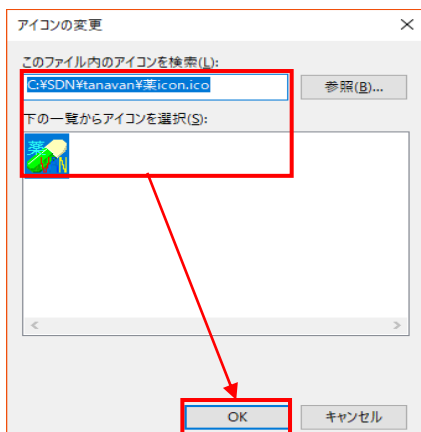 アイコンの変更
このファイル内のアイコンを検索(L):
C:¥SDN¥tanavan¥薬icon.ico
参照(B)...
下の一覧からアイコンを選択(S):
薬
N
OK
キャンセル